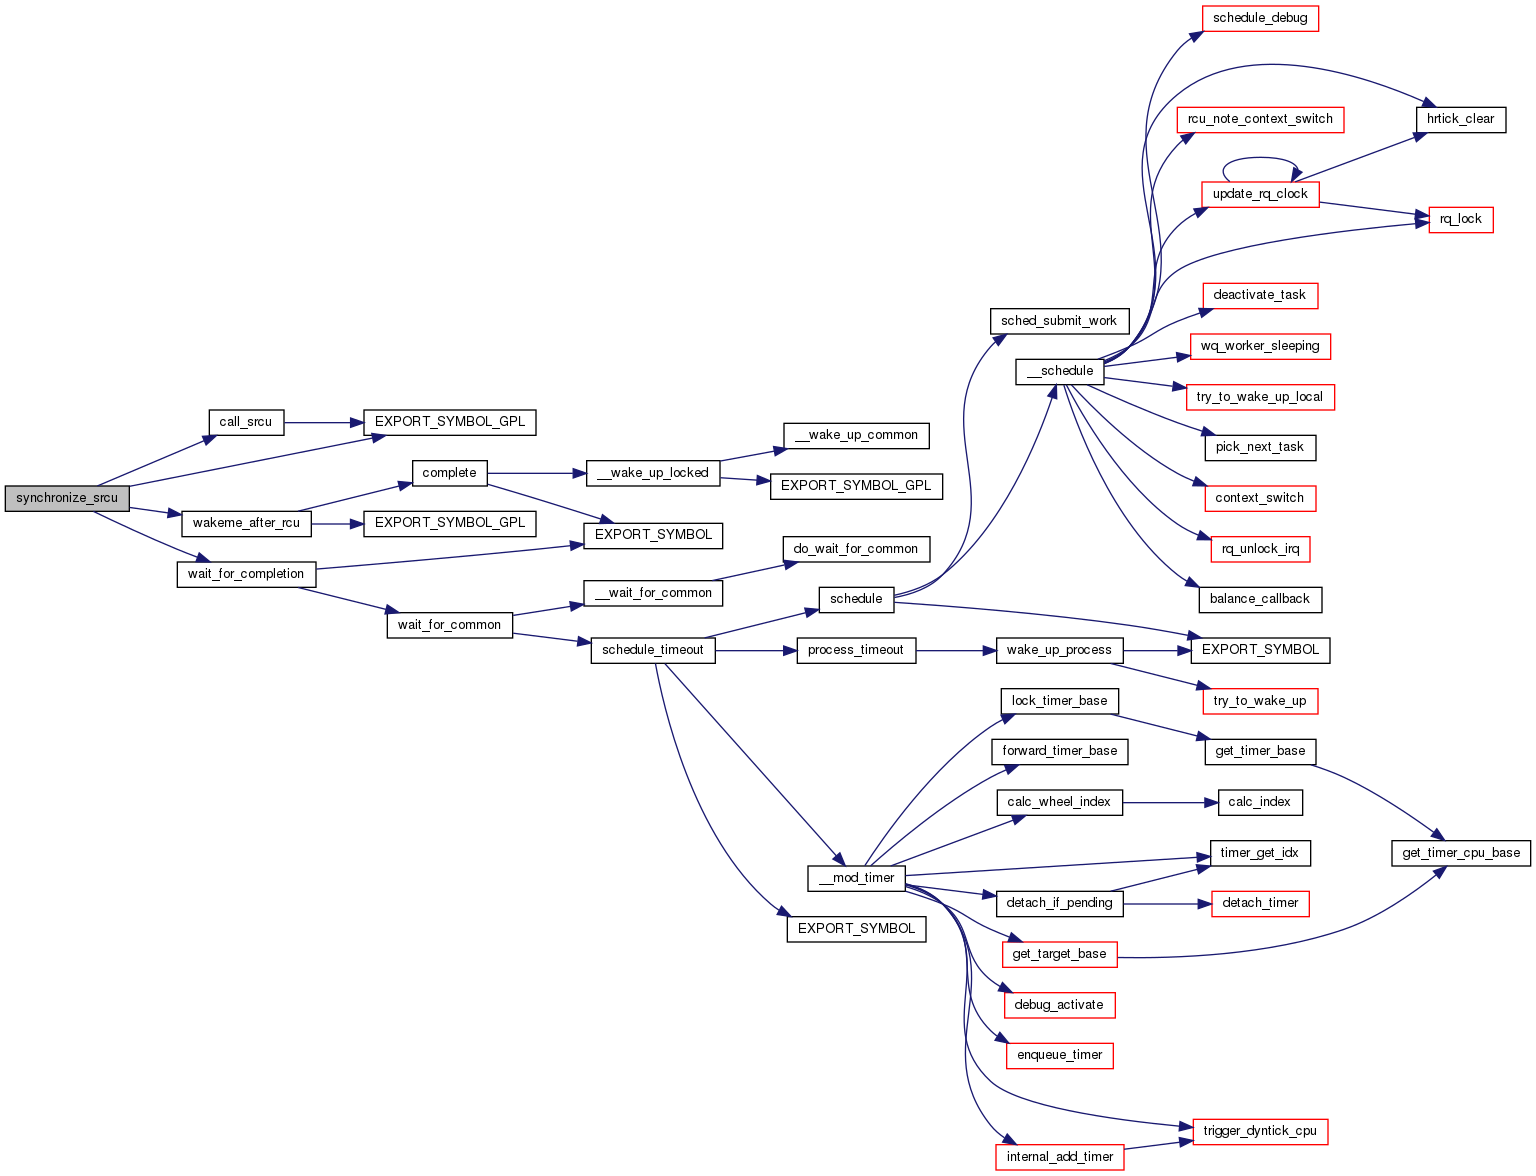 schedule_debug
rcu_note_context_switch
hrtick_clear
update_rq_clock
rq_lock
deactivate_task
sched_submit_work
wq_worker_sleeping
__schedule
try_to_wake_up_local
call_srcu
EXPORT_SYMBOL_GPL
__wake_up_common
pick_next_task
complete
__wake_up_locked
EXPORT_SYMBOL_GPL
synchronize_srcu
context_switch
wakeme_after_rcu
EXPORT_SYMBOL_GPL
EXPORT_SYMBOL
do_wait_for_common
rq_unlock_irq
wait_for_completion
__wait_for_common
schedule
balance_callback
wait_for_common
schedule_timeout
process_timeout
wake_up_process
EXPORT_SYMBOL
lock_timer_base
try_to_wake_up
forward_timer_base
get_timer_base
calc_wheel_index
calc_index
timer_get_idx
get_timer_cpu_base
__mod_timer
detach_if_pending
detach_timer
EXPORT_SYMBOL
get_target_base
debug_activate
enqueue_timer
trigger_dyntick_cpu
internal_add_timer